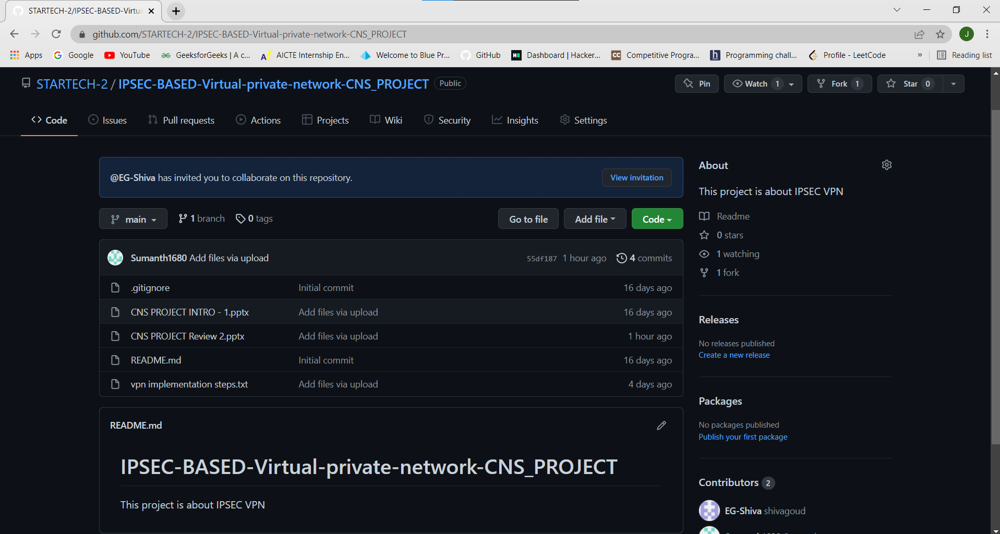 STARTECH-2/IPSEC-BASED-Virtua
github.com/STARTECH-2/IPSEC-BASED-Virtual-private-network-CNS_PROJECT
J
Apps Google YouTube GeeksforGeeks | A c... AICTE Internship En... Welcome to Blue Pr... GitHub Dashboard | Hacker... Competitive Progra... Programming chall... Profile - LeetCode » Reading list
STARTECH-2 / IPSEC-BASED-Virtual-private-network-CNS_PROJECT Public
Pin Watch 1 Fork 1 Star 0
Code Issues Pull requests Actions Projects Wiki Security Insights Settings
@EG-Shiva has invited you to collaborate on this repository.
View invitation
main 1 branch 0 tags
Go to file Add file Code
Sumanth1680 Add files via upload 55df187 1 hour ago 4 commits
.gitignore Initial commit 16 days ago
CNS PROJECT INTRO - 1.pptx Add files via upload 16 days ago
CNS PROJECT Review 2.pptx Add files via upload 1 hour ago
README.md Initial commit 16 days ago
vpn implementation steps.txt Add files via upload 4 days ago
README.md
IPSEC-BASED-Virtual-private-network-CNS_PROJECT
This project is about IPSEC VPN
About
This project is about IPSEC VPN
Readme
0 stars
1 watching
1 fork
Releases
No releases published
Create a new release
Packages
No packages published
Publish your first package
Contributors 2
EG-Shiva shivagoud